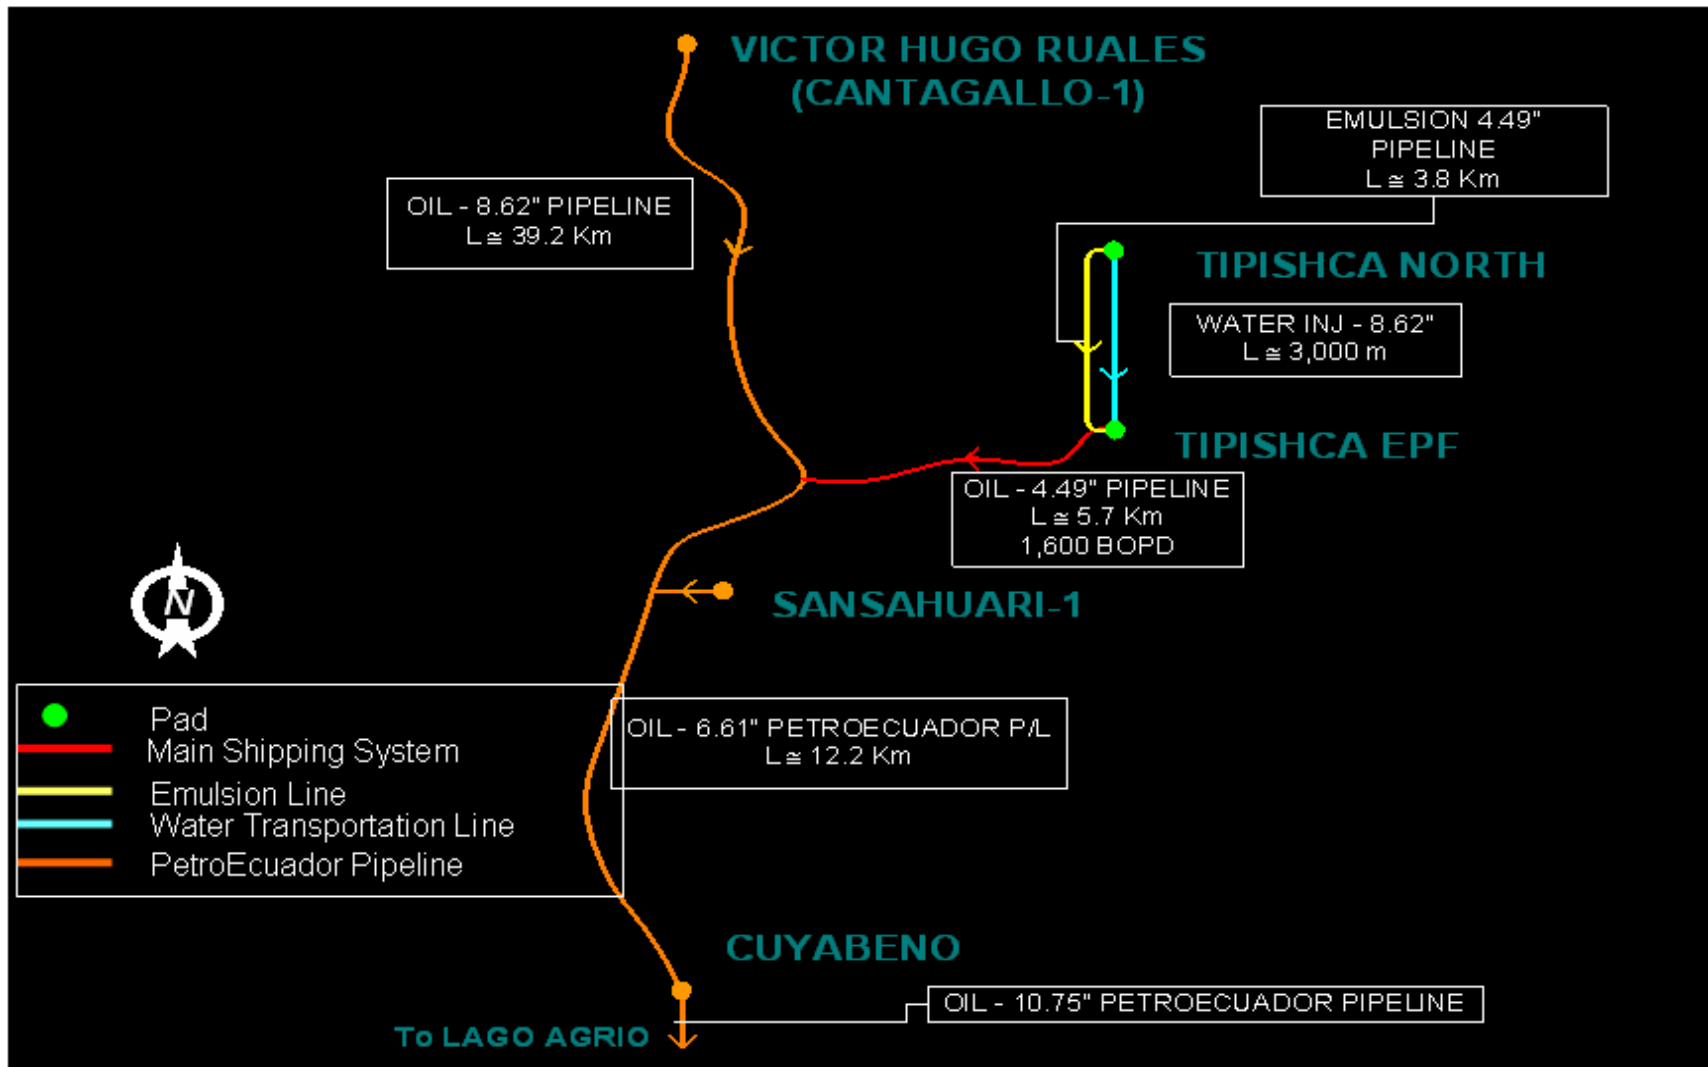 VICTOR HUGO RUALES
(CANTAGALLO-1)
EMULSION 4.49"
PIPELINE
L ≅ 3.8 Km
OIL - 8.62" PIPELINE
L ≅ 39.2 Km
TIPISHCA NORTH
WATER INJ - 8.62"
L ≅ 3,000 m
TIPISHCA EPF
OIL - 4.49" PIPELINE
L ≅ 5.7 Km
1,600 BOPD
N
SANSAHUARI-1
Pad
Main Shipping System
Emulsion Line
Water Transportation Line
PetroEcuador Pipeline
OIL - 6.61" PETROECUADOR P/L
L ≅ 12.2 Km
CUYABENO
OIL - 10.75" PETROECUADOR PIPELINE
To LAGO AGRIO